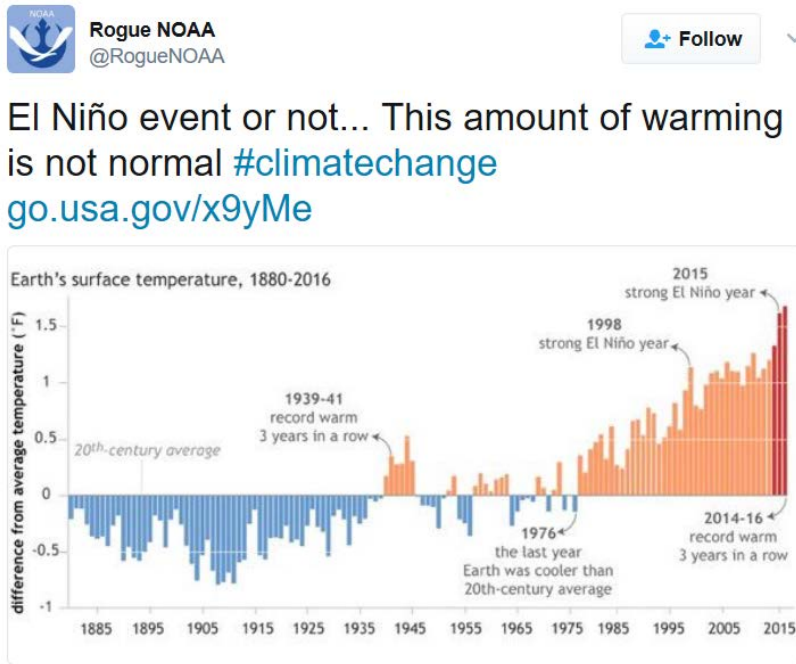 NOAA
Rogue NOAA
@RogueNOAA
Follow
El Niño event or not... This amount of warming
is not normal #climatechange
go.usa.gov/x9yMe
Earth's surface temperature, 1880-2016
difference from average temperature (°F)
1.5
1
0.5
0
-0.5
-1
20th-century average
1939-41
record warm
3 years in a row
1998
strong El Niño year
2015
strong El Niño year
1976
the last year
Earth was cooler than
20th-century average
2014-16
record warm
3 years in a row
1885 1895 1905 1915 1925 1935 1945 1955 1965 1975 1985 1995 2005 2015